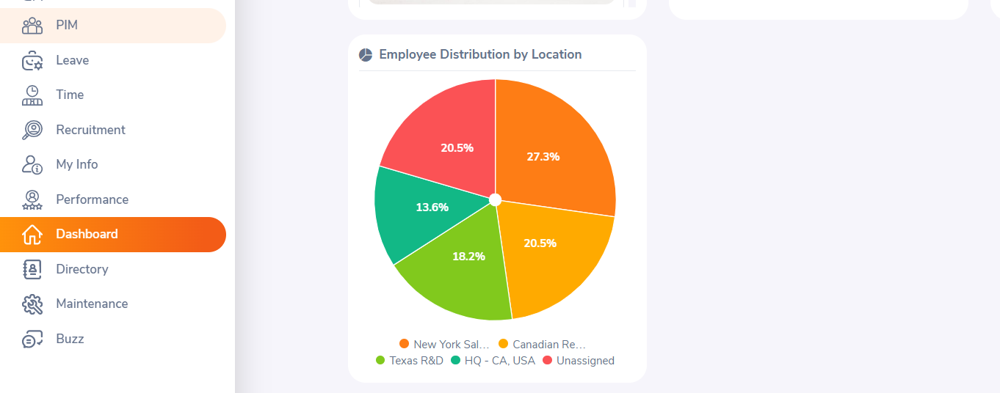 PIM
Leave
Time
Recruitment
My Info
Performance
Dashboard
Directory
Maintenance
Buzz
Employee Distribution by Location
20.5%
27.3%
13.6%
20.5%
18.2%
New York Sal... Canadian Re...
Texas R&D HQ - CA, USA Unassigned